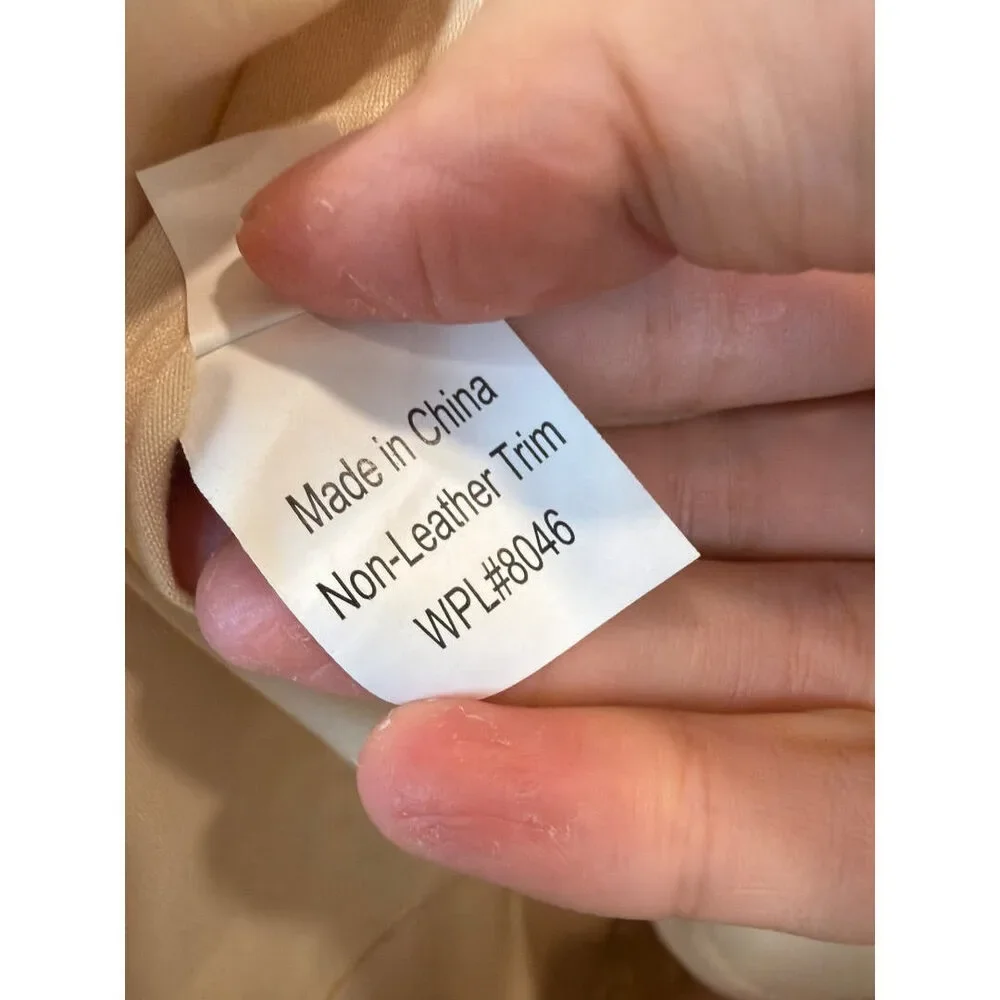 Made in China
Non-Leather Trim
WPL#8046